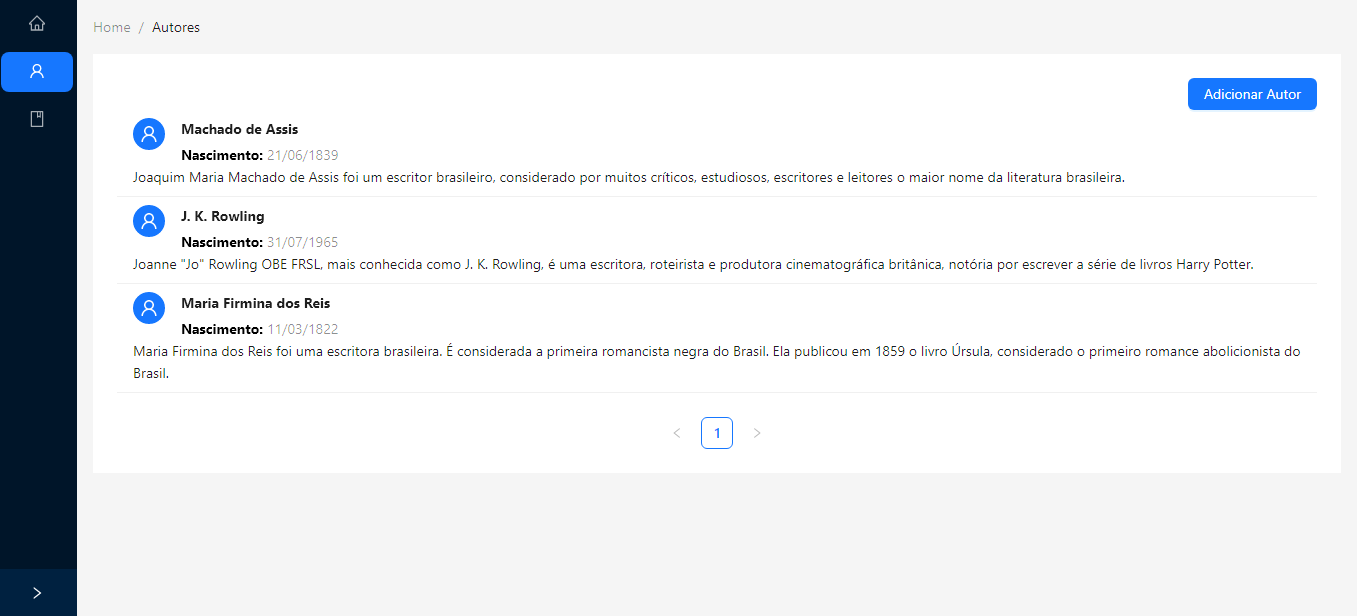 Home / Autores
Adicionar Autor
Machado de Assis
Nascimento: 21/06/1839
Joaquim Maria Machado de Assis foi um escritor brasileiro, considerado por muitos críticos, estudiosos, escritores e leitores o maior nome da literatura brasileira.
J. K. Rowling
Nascimento: 31/07/1965
Joanne "Jo" Rowling OBE FRSL, mais conhecida como J. K. Rowling, é uma escritora, roteirista e produtora cinematográfica britânica, notória por escrever a série de livros Harry Potter.
Maria Firmina dos Reis
Nascimento: 11/03/1822
Maria Firmina dos Reis foi uma escritora brasileira. É considerada a primeira romancista negra do Brasil. Ela publicou em 1859 o livro Úrsula, considerado o primeiro romance abolicionista do
Brasil.
1